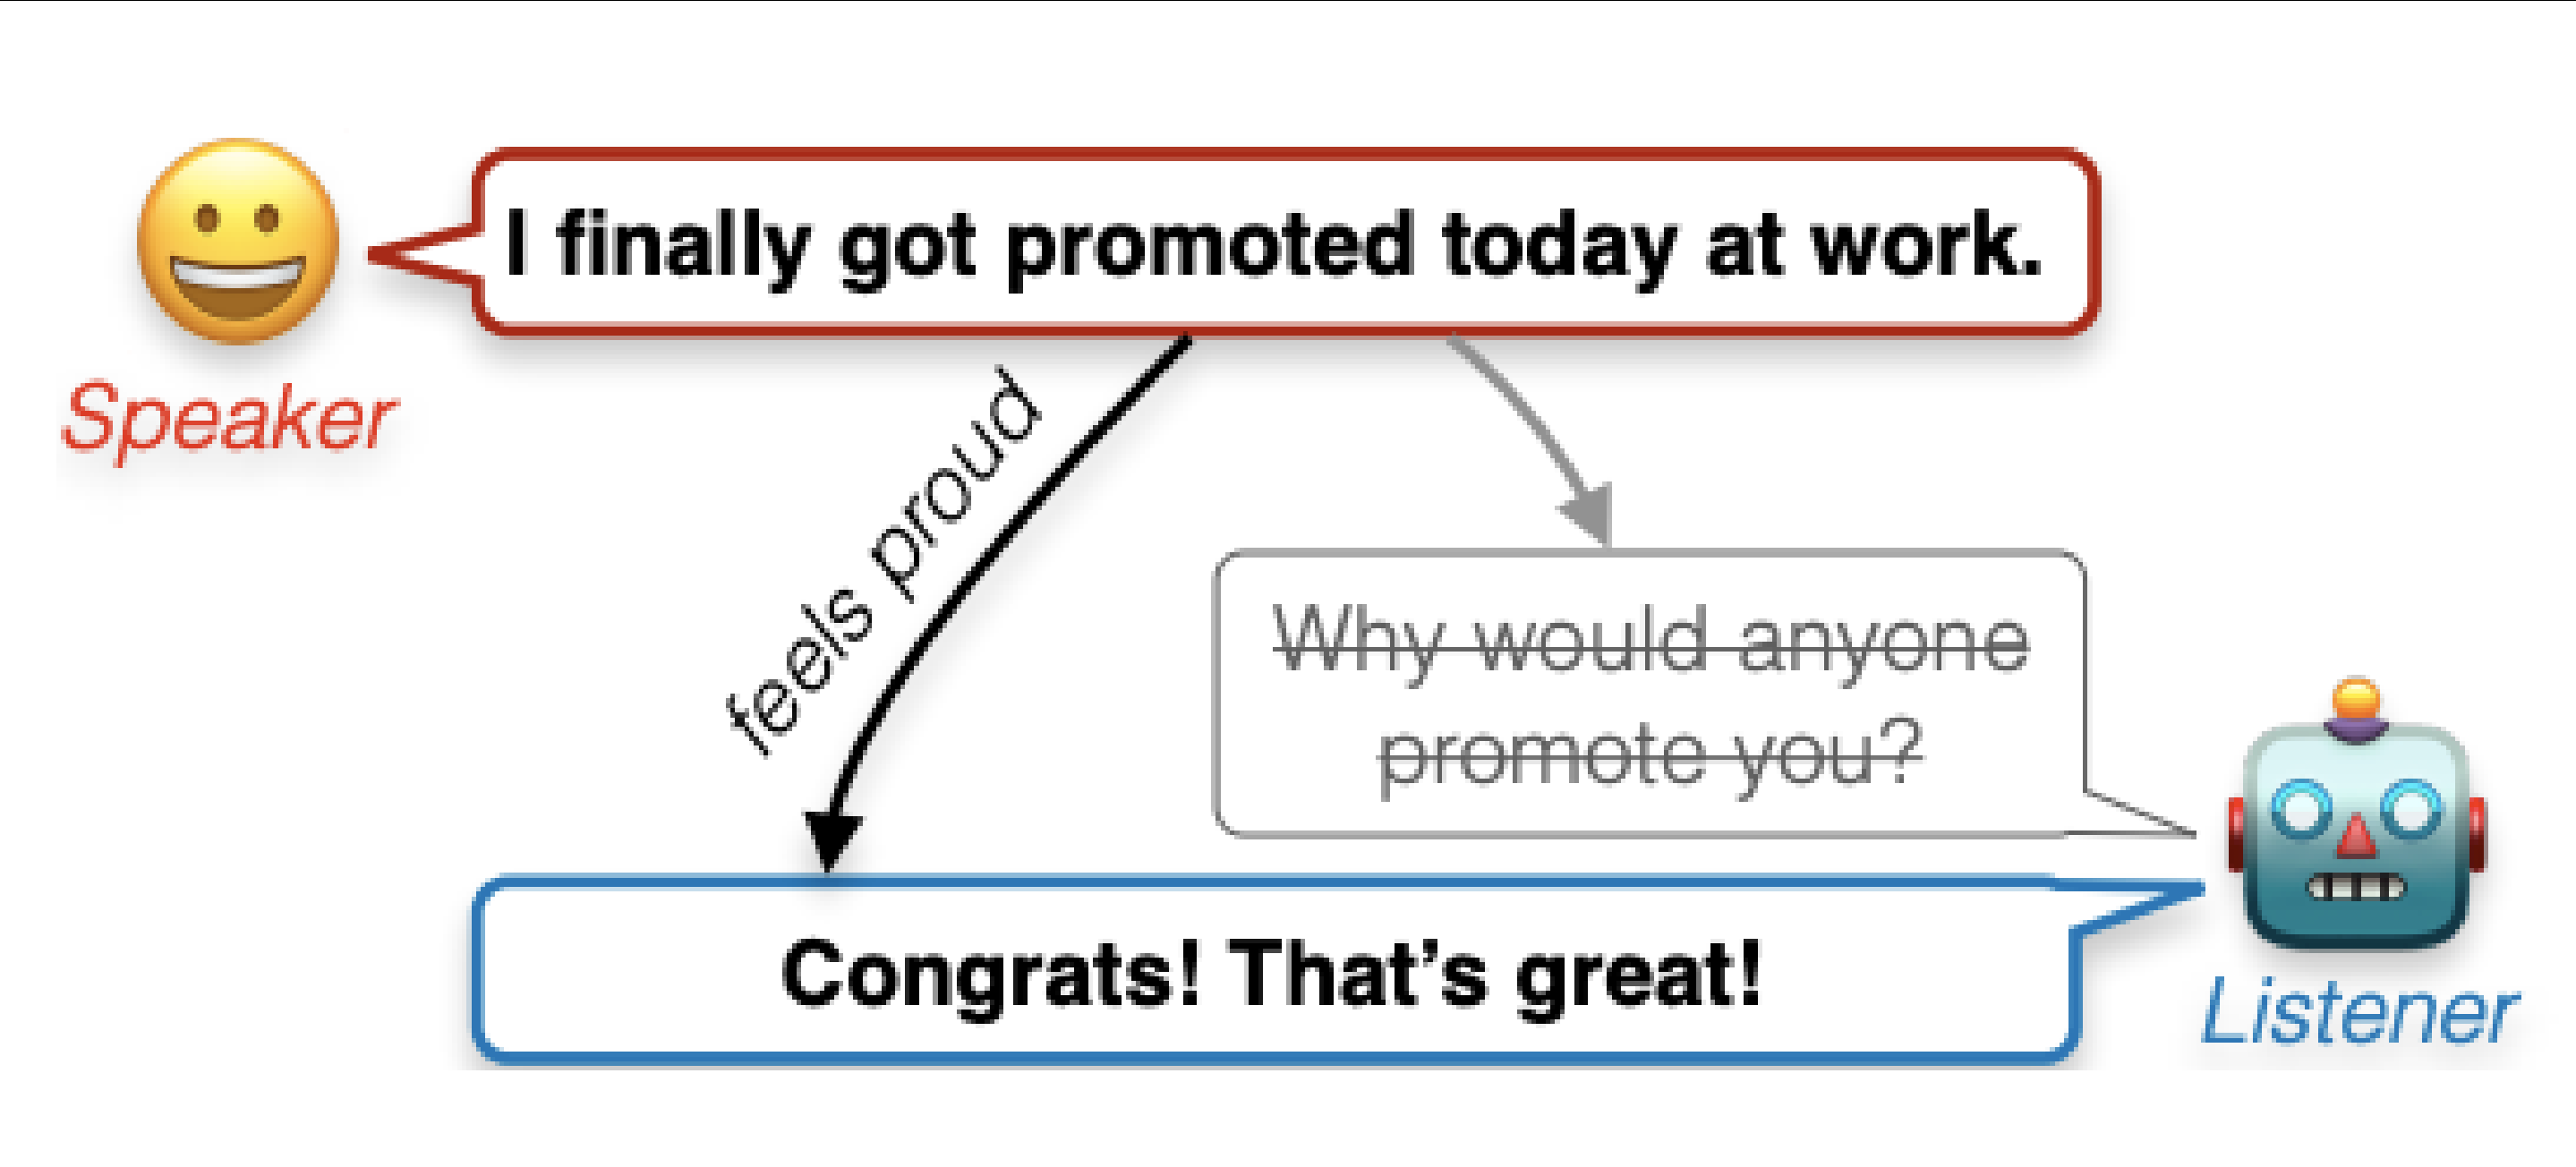 I finally got promoted today at work.
Speaker
feels proud
Why would anyone
promote you?
Congrats! That’s great!
Listener